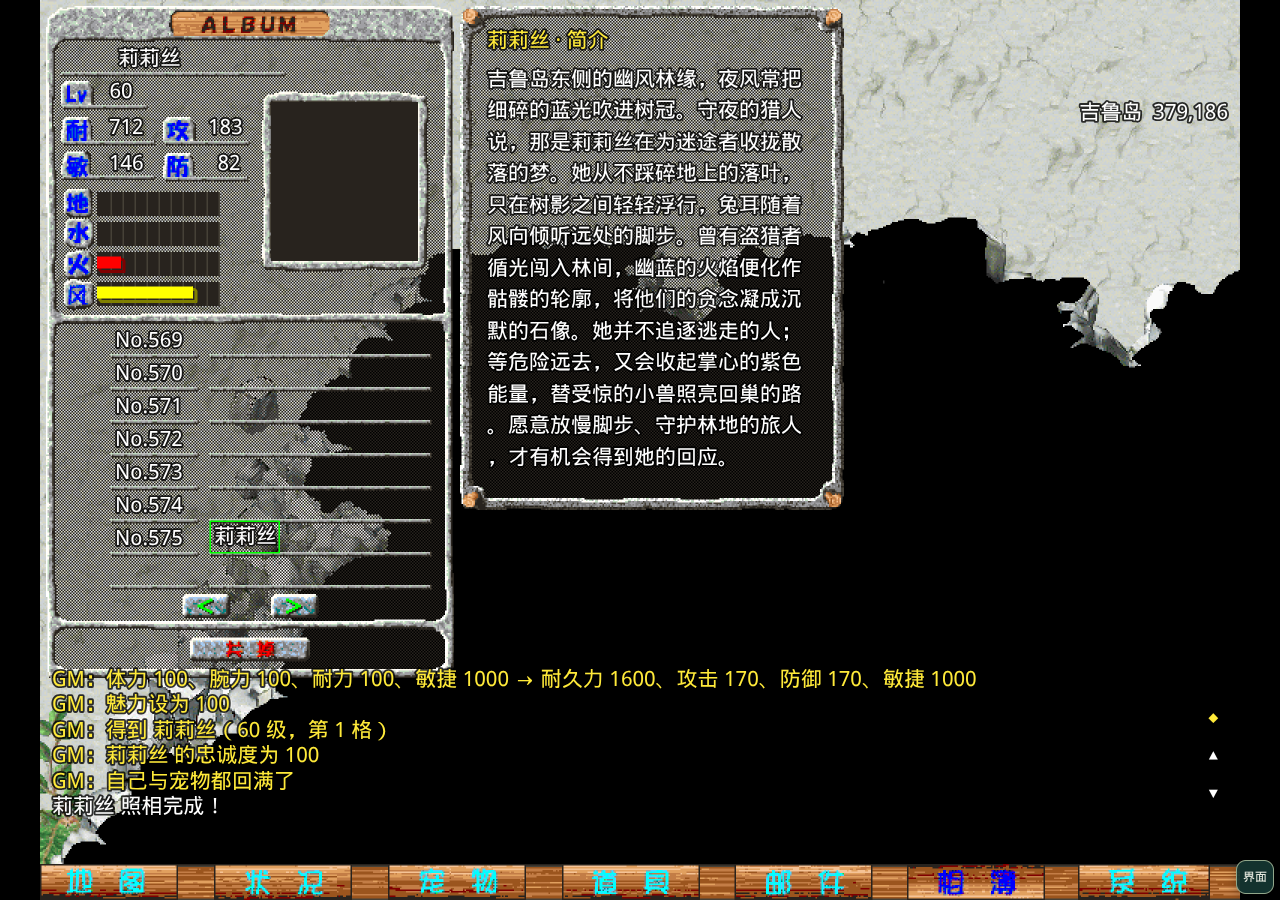 ALBUM
莉莉丝
Lv 60
耐 712 攻 183
敏 146 防 82
地
水
火
风
No.569
No.570
No.571
No.572
No.573
No.574
No.575 莉莉丝
< >
莉莉丝·简介
吉鲁岛东侧的幽风林缘，夜风常把
细碎的蓝光吹进树冠。守夜的猎人
说，那是莉莉丝在为迷途者收拢散
落的梦。她从不踩碎地上的落叶，
只在树影之间轻轻浮行，兔耳随着
风向倾听远处的脚步。曾有盗猎者
循光闯入林间，幽蓝的火焰便化作
骷髅的轮廓，将他们的贪念凝成沉
默的石像。她并不追逐逃走的人；
等危险远去，又会收起掌心的紫色
能量，替受惊的小兽照亮回巢的路
。愿意放慢脚步、守护林地的旅人
，才有机会得到她的回应。
吉鲁岛 379,186
GM：体力 100、腕力 100、耐力 100、敏捷 1000 → 耐久力 1600、攻击 170、防御 170、敏捷 1000
GM：魅力设为 100
GM：得到 莉莉丝（60 级，第 1 格）
GM：莉莉丝 的忠诚度为 100
GM：自己与宠物都回满了
莉莉丝 照相完成！
地图 状况 宠物 道具 邮件 相簿 系统
界面